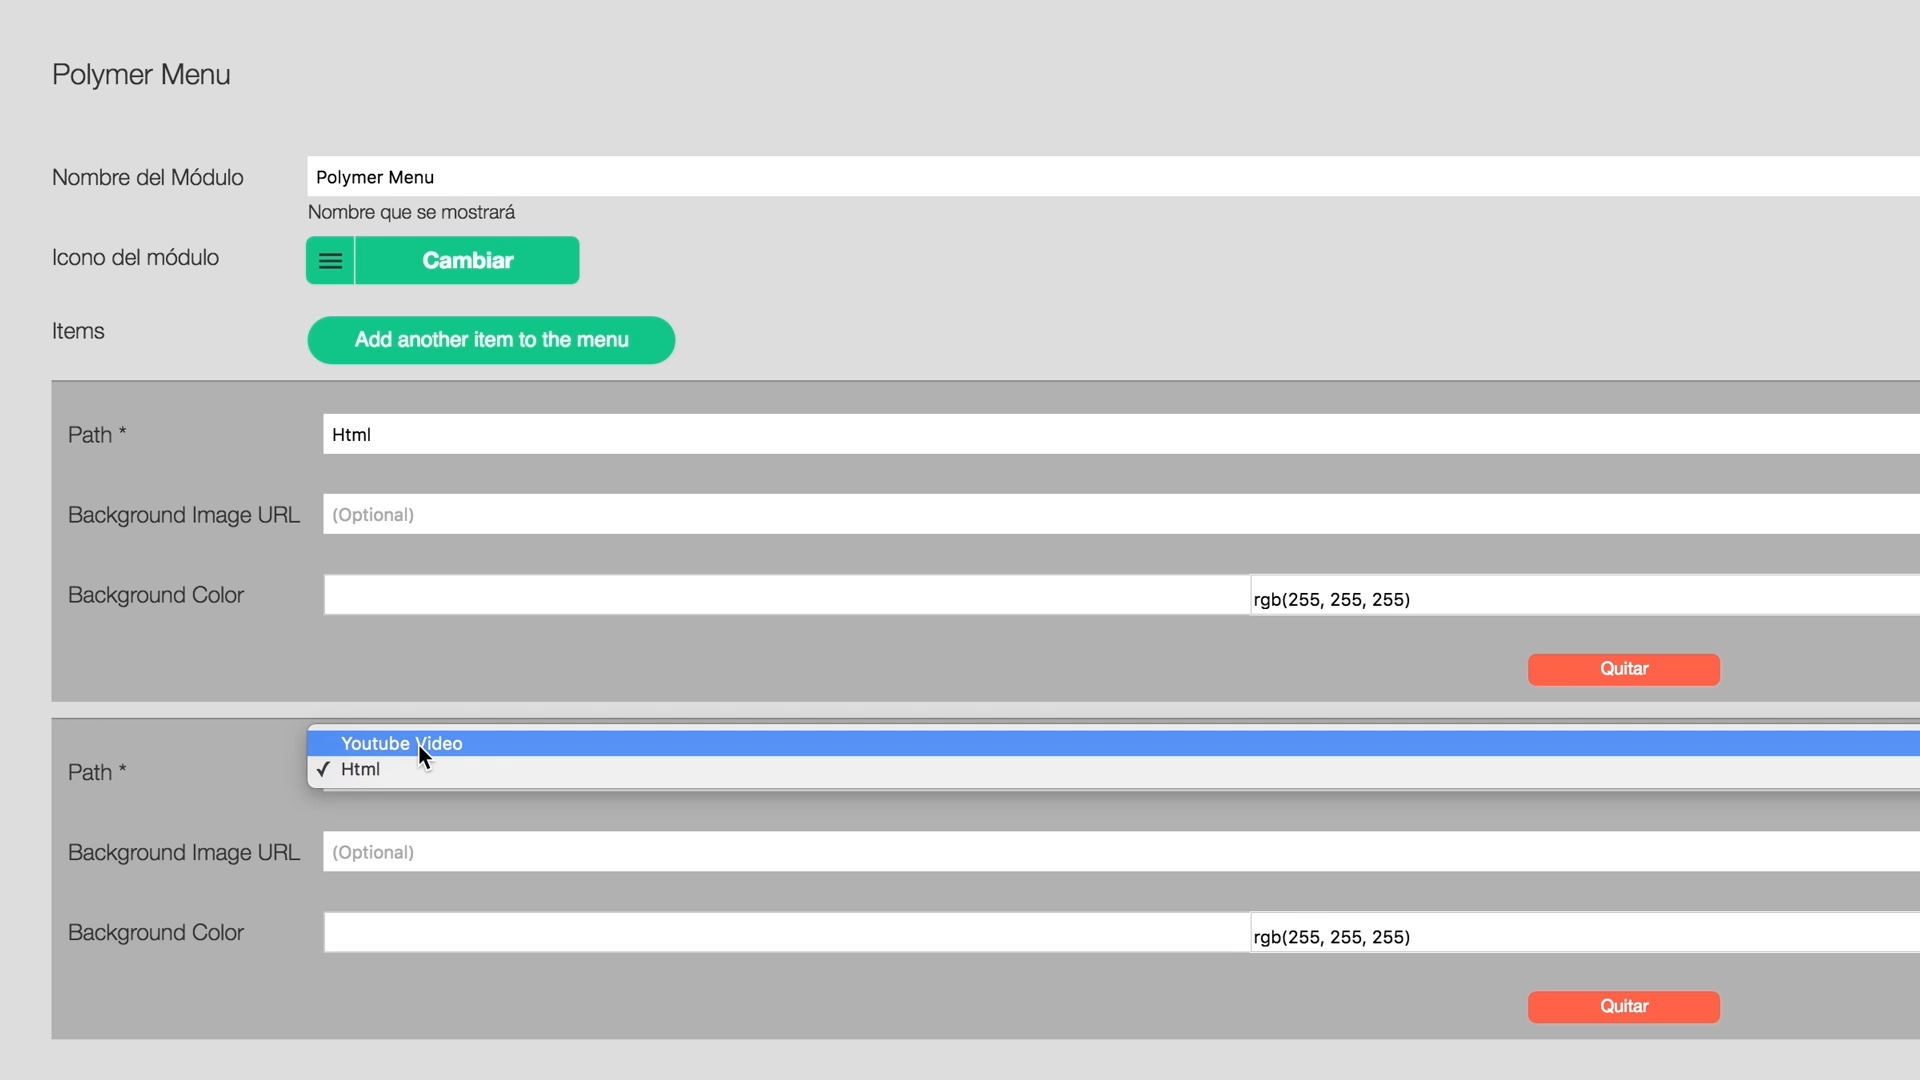 Polymer Menu
Nombre del Módulo
Polymer Menu
Nombre que se mostrará
Icono del módulo
Cambiar
Items
Add another item to the menu
Path *
Html
Background Image URL
(Optional)
Background Color
rgb(255, 255, 255)
Quitar
Youtube Video
Path *
✓ Html
Background Image URL
(Optional)
Background Color
rgb(255, 255, 255)
Quitar